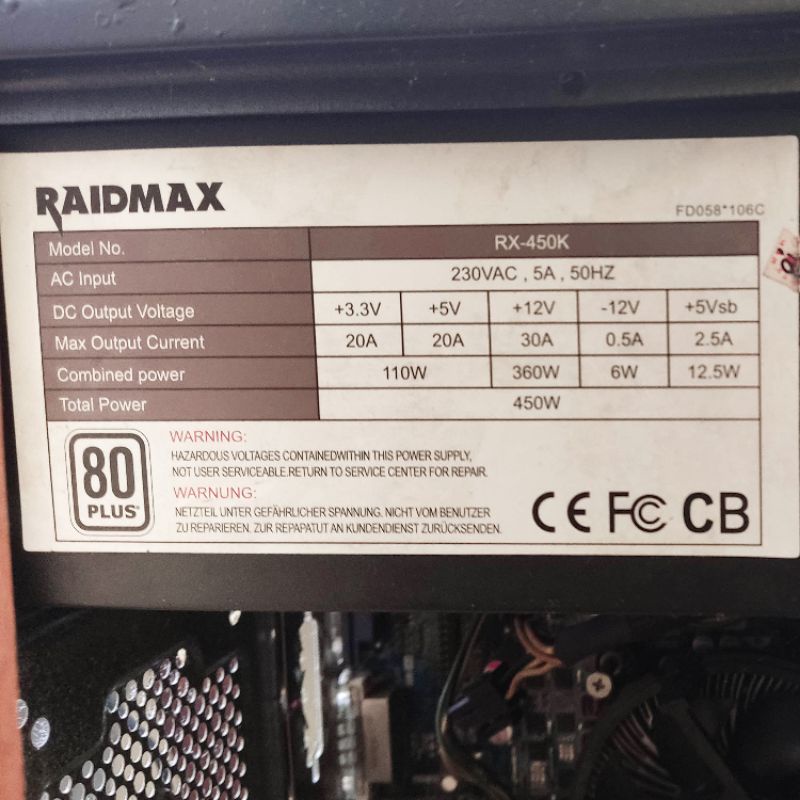 RAIDMAX
FD058*106C
Model No. RX-450K
AC Input 230VAC , 5A , 50HZ
DC Output Voltage +3.3V +5V +12V -12V +5Vsb
Max Output Current 20A 20A 30A 0.5A 2.5A
Combined power 110W 360W 6W 12.5W
Total Power 450W
80
PLUS
WARNING:
HAZARDOUS VOLTAGES CONTAINEDWITHIN THIS POWER SUPPLY,
NOT USER SERVICEABLE.RETURN TO SERVICE CENTER FOR REPAIR.
WARNUNG:
NETZTEIL UNTER GEFÄHRLICHER SPANNUNG. NICHT VOM BENUTZER
ZU REPARIEREN. ZUR REPAPATUT AN KUNDENDIENST ZURÜCKSENDEN.
CE FC CB